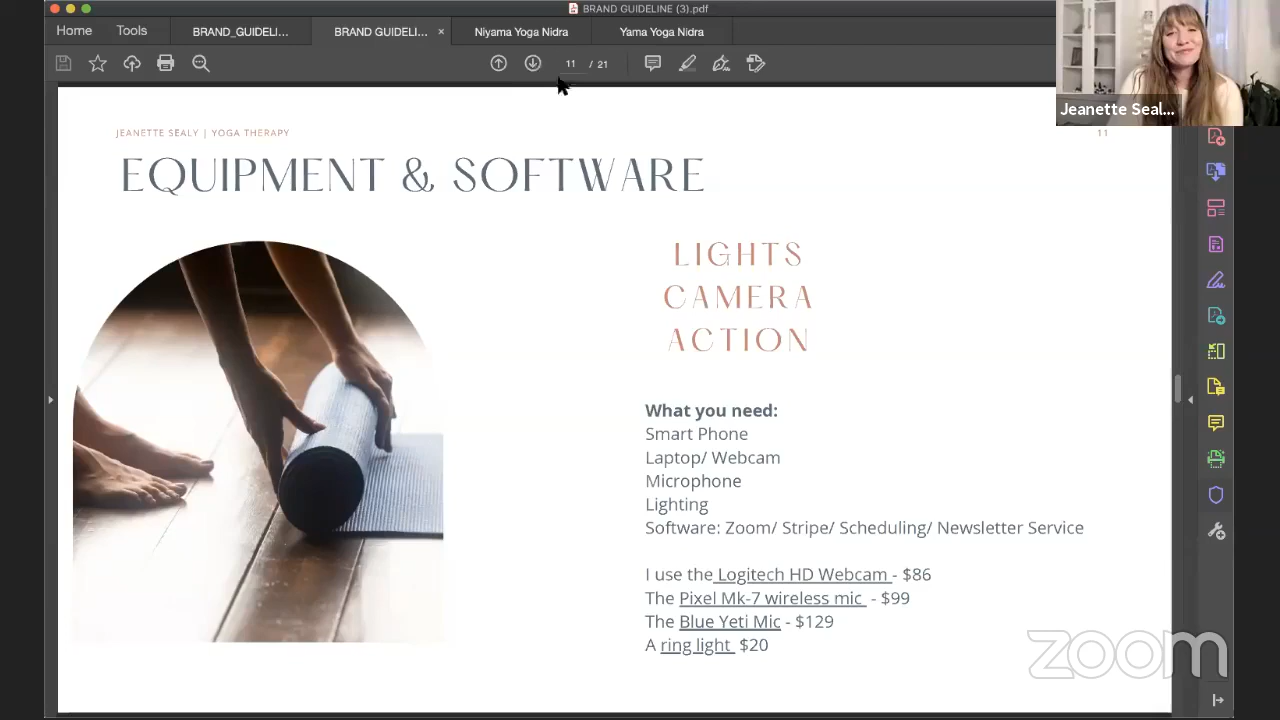 BRAND GUIDELINE (3).pdf
Home
Tools
BRAND_GUIDELI...
BRAND GUIDELI... ×
Niyama Yoga Nidra
Yama Yoga Nidra
11 / 21
Jeanette Seal...
JEANETTE SEALY | YOGA THERAPY
11
EQUIPMENT & SOFTWARE
LIGHTS
CAMERA
ACTION
What you need:
Smart Phone
Laptop/ Webcam
Microphone
Lighting
Software: Zoom/ Stripe/ Scheduling/ Newsletter Service
I use the Logitech HD Webcam - $86
The Pixel Mk-7 wireless mic - $99
The Blue Yeti Mic - $129
A ring light $20
zoom